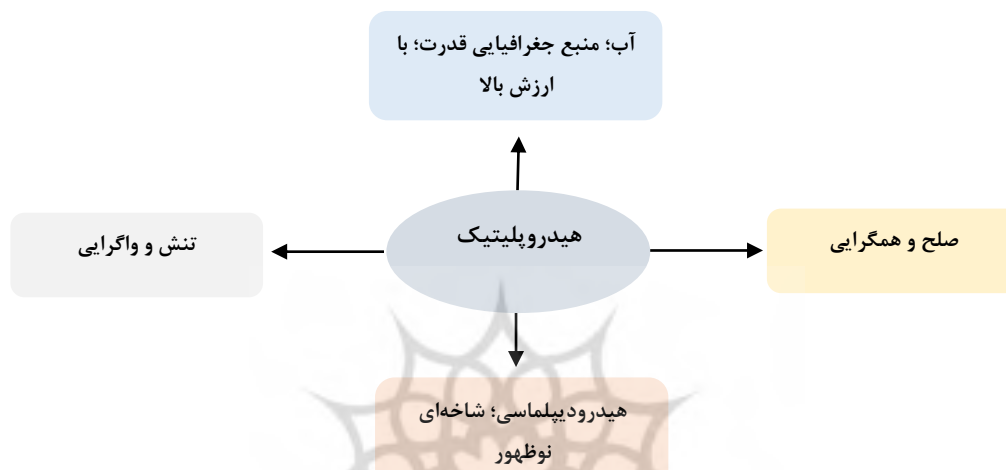 آب؛ منبع جغرافیایی قدرت؛ با
ارزش بالا
هیدروپلیتیک
صلح و همگرایی
تنش و واگرایی
هیدرودیپلماسی؛ شاخه‌ای
نوظهور